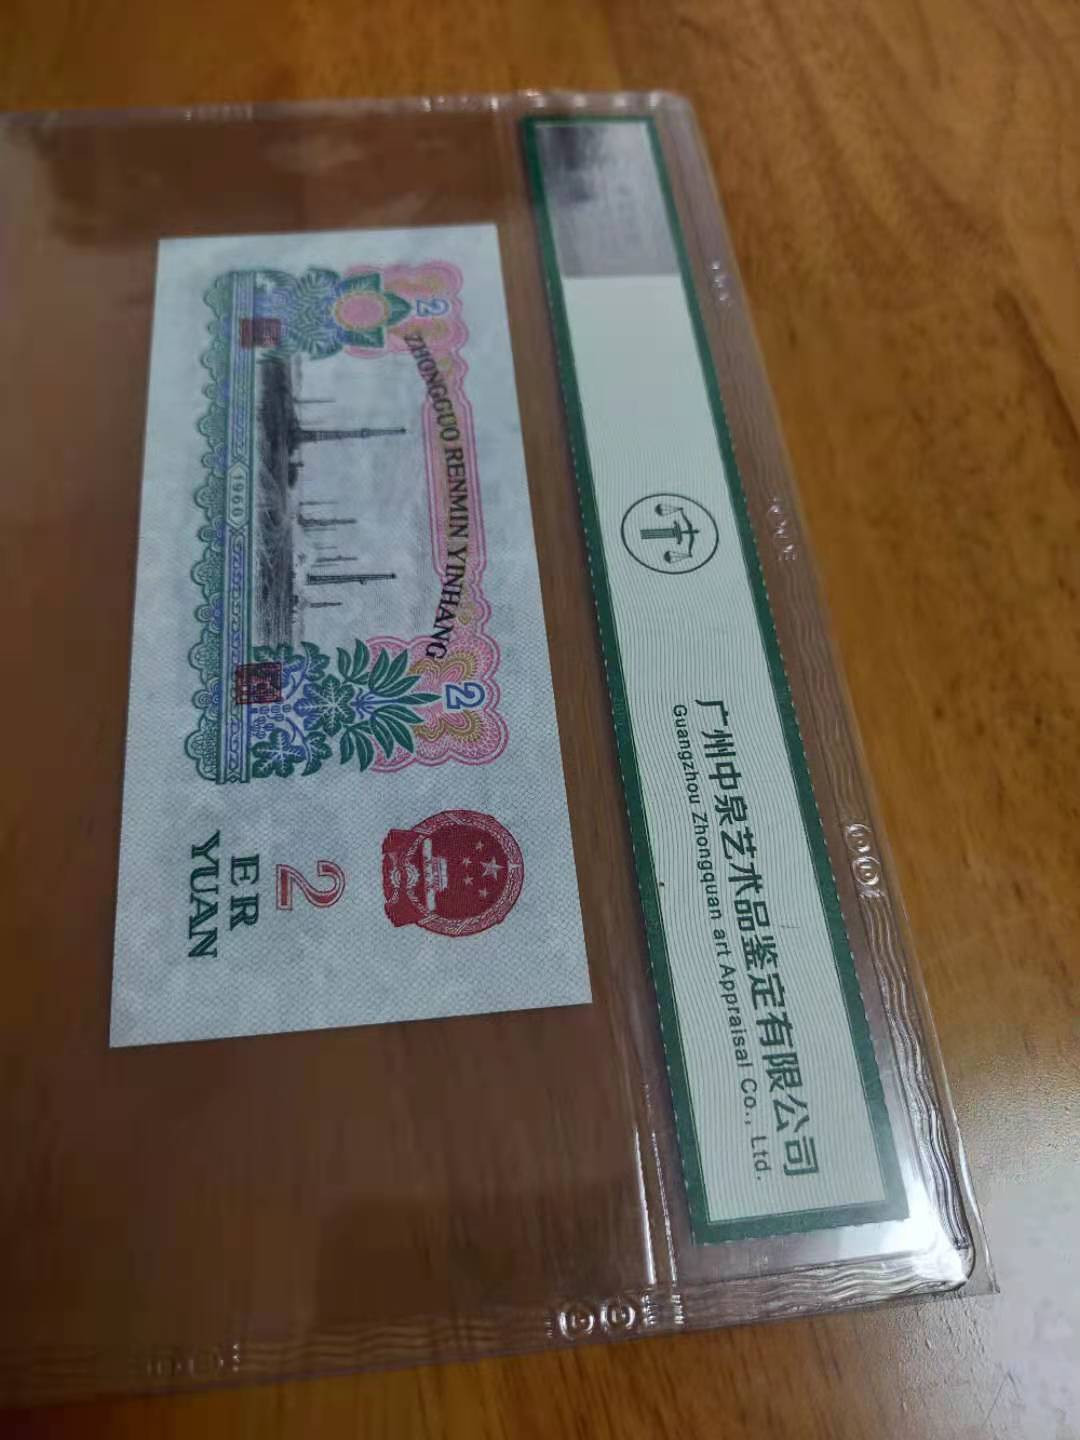 广州中泉艺术品鉴定有限公司
Guangzhou Zhongquan art Appraisal Co., Ltd.
2
ZHONGGUO RENMIN YINHANG
2
1960
2
ER
YUAN